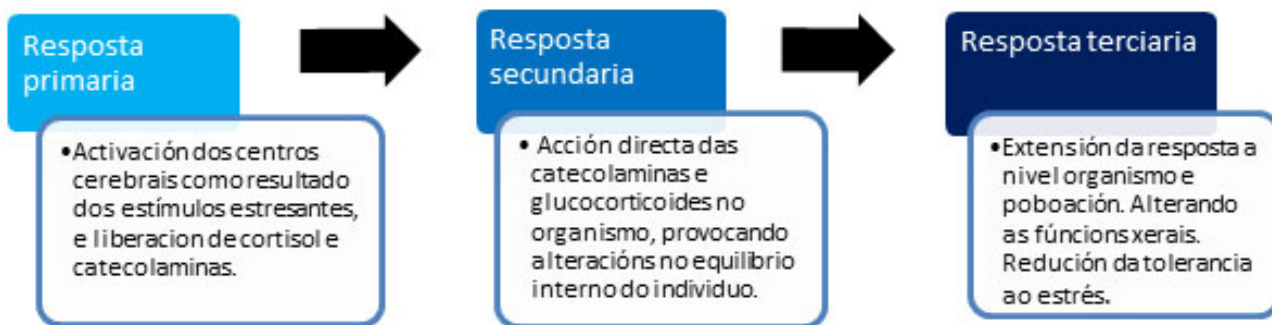 Resposta
primaria
•Activación dos centros
cerebrais como resultado
dos estímulos estresantes,
e liberacion de cortisol e
catecolaminas.
Resposta
secundaria
• Acción directa das
catecolaminas e
glucocorticoides no
organismo, provocando
alteracións no equilibrio
interno do individuo.
Resposta terciaria
•Extensión da resposta a
nivel organismo e
poboación. Alterando
as fúncions xerais.
Redución da tolerancia
ao estrés.